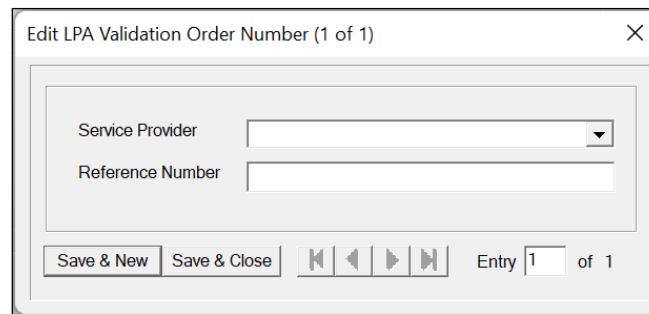 Edit LPA Validation Order Number (1 of 1)
Service Provider
Reference Number
Save & New Save & Close Entry 1 of 1